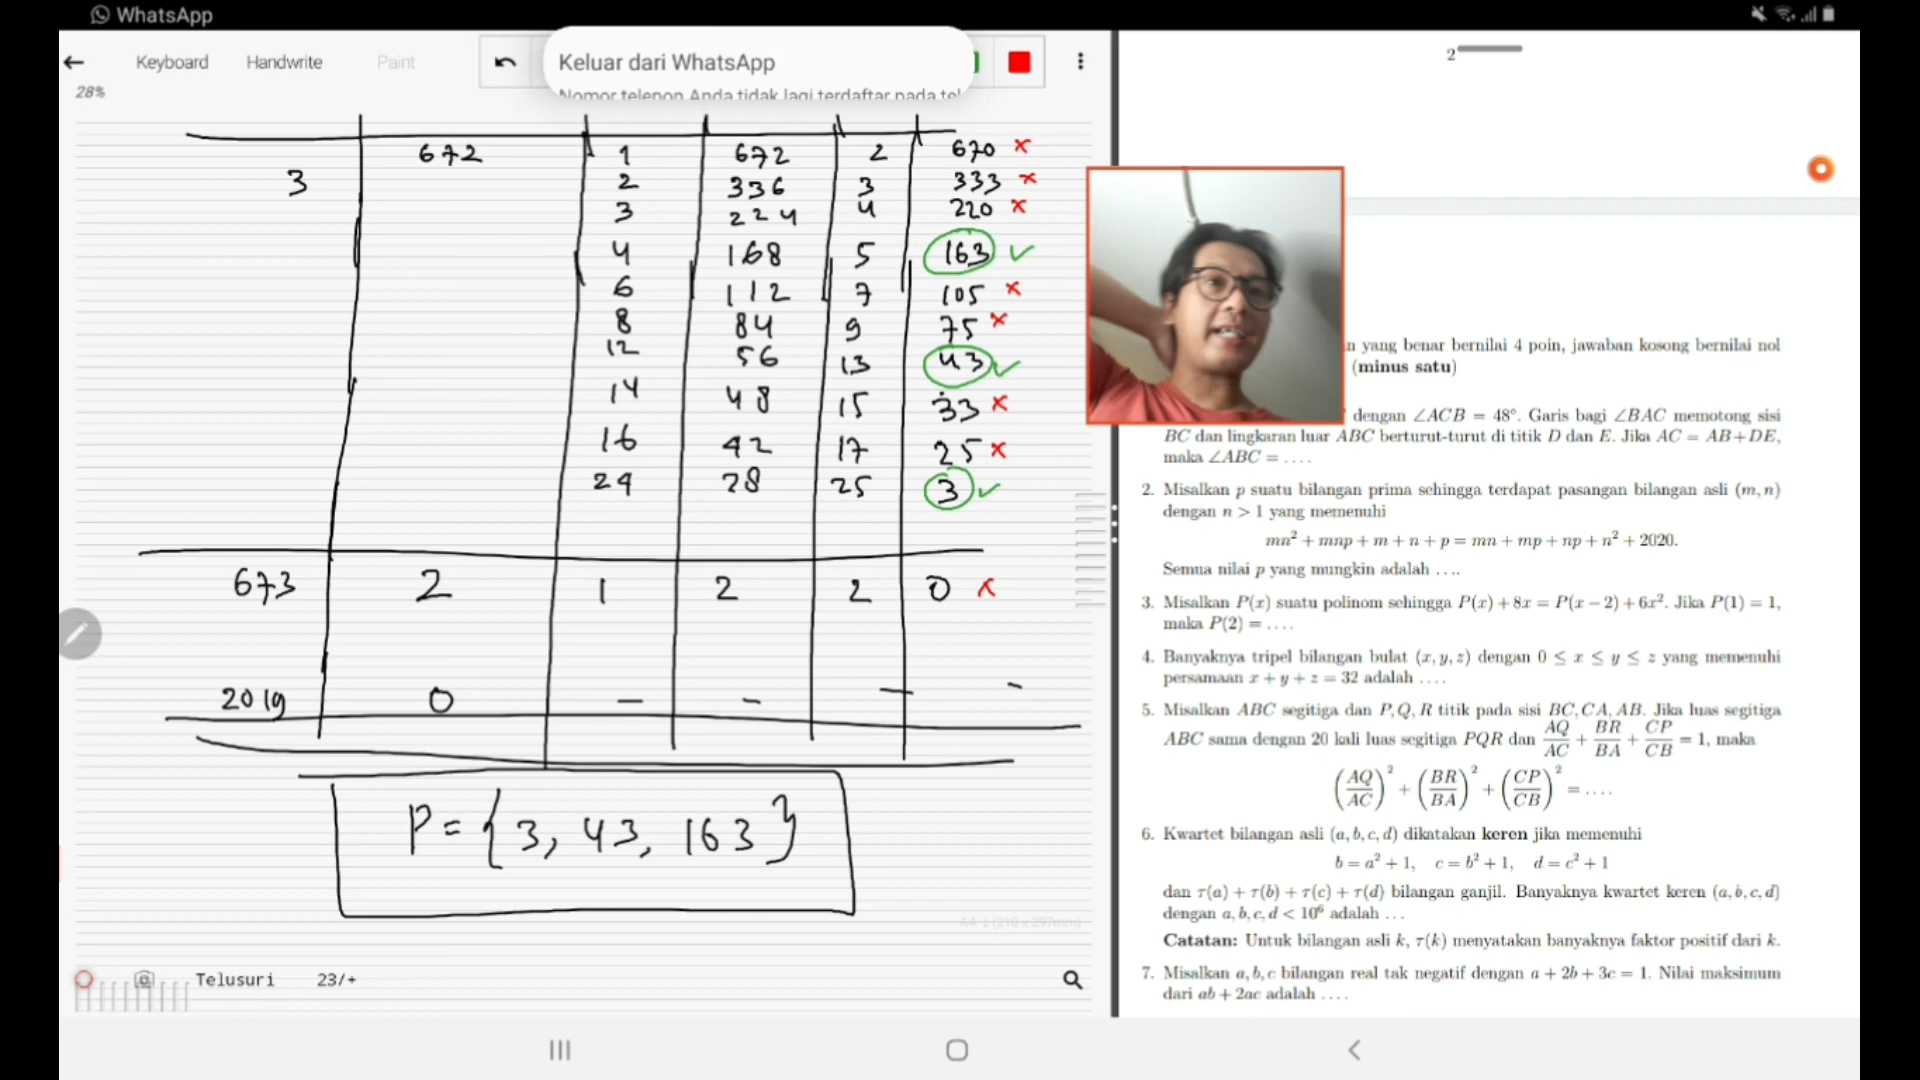 WhatsApp
Keyboard Handwrite Paint
Keluar dari WhatsApp
Nomor telepon Anda tidak lagi terdaftar pada tel
28%
672 1 672 2 670 ×
3 2 336 3 333 ×
3 224 4 220 ×
4 168 5 163 ✓
6 112 7 105 ×
8 84 9 75 ×
12 56 13 43 ✓
14 48 15 33 ×
16 42 17 25 ×
24 28 25 3 ✓
673 2 1 2 2 0 ×
2019 0 – – – –
P = {3, 43, 163}
A4 ↓ (210 x 297mm)
Telusuri 23/+
2
n yang benar bernilai 4 poin, jawaban kosong bernilai nol
(minus satu)
dengan ∠ACB = 48°. Garis bagi ∠BAC memotong sisi
BC dan lingkaran luar ABC berturut-turut di titik D dan E. Jika AC = AB+DE,
maka ∠ABC = ....
2. Misalkan p suatu bilangan prima sehingga terdapat pasangan bilangan asli (m, n)
dengan n > 1 yang memenuhi
mn² + mnp + m + n + p = mn + mp + np + n² + 2020.
Semua nilai p yang mungkin adalah ....
3. Misalkan P(x) suatu polinom sehingga P(x) + 8x = P(x − 2) + 6x². Jika P(1) = 1,
maka P(2) = ....
4. Banyaknya tripel bilangan bulat (x, y, z) dengan 0 ≤ x ≤ y ≤ z yang memenuhi
persamaan x + y + z = 32 adalah ....
5. Misalkan ABC segitiga dan P, Q, R titik pada sisi BC, CA, AB. Jika luas segitiga
ABC sama dengan 20 kali luas segitiga PQR dan AQ/AC + BR/BA + CP/CB = 1, maka
(AQ/AC)² + (BR/BA)² + (CP/CB)² = ....
6. Kwartet bilangan asli (a, b, c, d) dikatakan keren jika memenuhi
b = a² + 1, c = b² + 1, d = c² + 1
dan τ(a) + τ(b) + τ(c) + τ(d) bilangan ganjil. Banyaknya kwartet keren (a, b, c, d)
dengan a, b, c, d < 10⁶ adalah ...
Catatan: Untuk bilangan asli k, τ(k) menyatakan banyaknya faktor positif dari k.
7. Misalkan a, b, c bilangan real tak negatif dengan a + 2b + 3c = 1. Nilai maksimum
dari ab + 2ac adalah ....